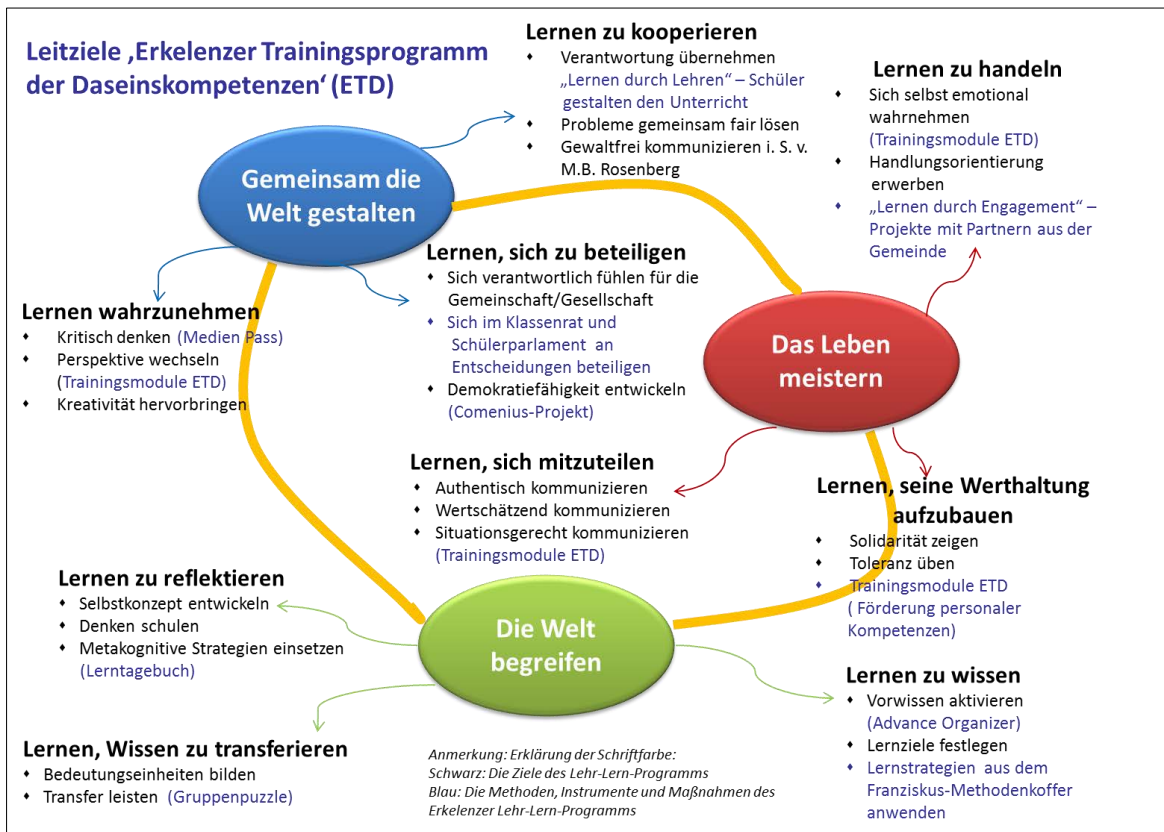 Leitziele ‚Erkelenzer Trainingsprogramm
der Daseinskompetenzen‘ (ETD)
Gemeinsam die
Welt gestalten
Lernen zu kooperieren
Verantwortung übernehmen
„Lernen durch Lehren“ – Schüler
gestalten den Unterricht
Probleme gemeinsam fair lösen
Gewaltfrei kommunizieren i. S. v.
M.B. Rosenberg
Lernen zu handeln
Sich selbst emotional
wahrnehmen
(Trainingsmodule ETD)
Handlungsorientierung
erwerben
„Lernen durch Engagement“ –
Projekte mit Partnern aus der
Gemeinde
Lernen wahrzunehmen
Kritisch denken (Medien Pass)
Perspektive wechseln
(Trainingsmodule ETD)
Kreativität hervorbringen
Lernen, sich zu beteiligen
Sich verantwortlich fühlen für die
Gemeinschaft/Gesellschaft
Sich im Klassenrat und
Schülerparlament an
Entscheidungen beteiligen
Demokratiefähigkeit entwickeln
(Comenius-Projekt)
Das Leben
meistern
Lernen, sich mitzuteilen
Authentisch kommunizieren
Wertschätzend kommunizieren
Situationsgerecht kommunizieren
(Trainingsmodule ETD)
Lernen, seine Werthaltung
aufzubauen
Solidarität zeigen
Toleranz üben
Trainingsmodule ETD
( Förderung personaler
Kompetenzen)
Lernen zu reflektieren
Selbstkonzept entwickeln
Denken schulen
Metakognitive Strategien einsetzen
(Lerntagebuch)
Die Welt
begreifen
Lernen zu wissen
Vorwissen aktivieren
(Advance Organizer)
Lernziele festlegen
Lernstrategien aus dem
Franziskus-Methodenkoffer
anwenden
Lernen, Wissen zu transferieren
Bedeutungseinheiten bilden
Transfer leisten (Gruppenpuzzle)
Anmerkung: Erklärung der Schriftfarbe:
Schwarz: Die Ziele des Lehr-Lern-Programms
Blau: Die Methoden, Instrumente und Maßnahmen des
Erkelenzer Lehr-Lern-Programms